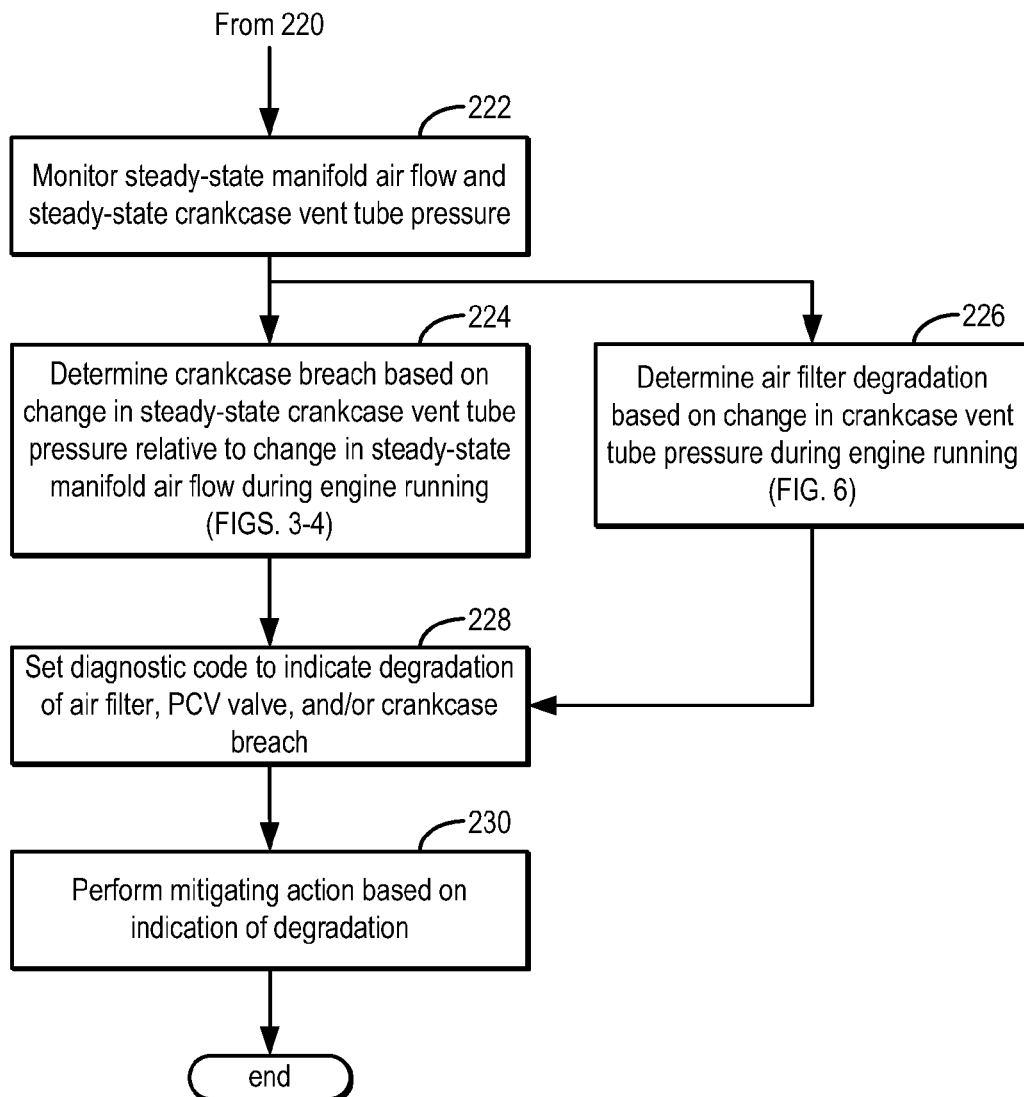 From 220
222
Monitor steady-state manifold air flow and
steady-state crankcase vent tube pressure
224
Determine crankcase breach based on
change in steady-state crankcase vent tube
pressure relative to change in steady-state
manifold air flow during engine running
(FIGS. 3-4)
226
Determine air filter degradation
based on change in crankcase vent
tube pressure during engine running
(FIG. 6)
228
Set diagnostic code to indicate degradation
of air filter, PCV valve, and/or crankcase
breach
230
Perform mitigating action based on
indication of degradation
end